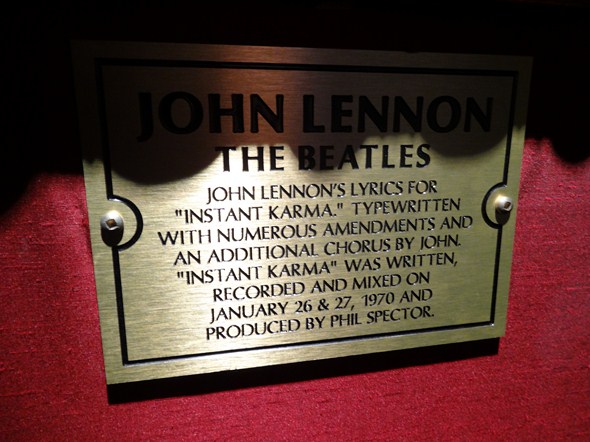 JOHN LENNON
THE BEATLES
JOHN LENNON'S LYRICS FOR
"INSTANT KARMA." TYPEWRITTEN
WITH NUMEROUS AMENDMENTS AND
AN ADDITIONAL CHORUS BY JOHN.
"INSTANT KARMA" WAS WRITTEN,
RECORDED AND MIXED ON
JANUARY 26 & 27, 1970 AND
PRODUCED BY PHIL SPECTOR.